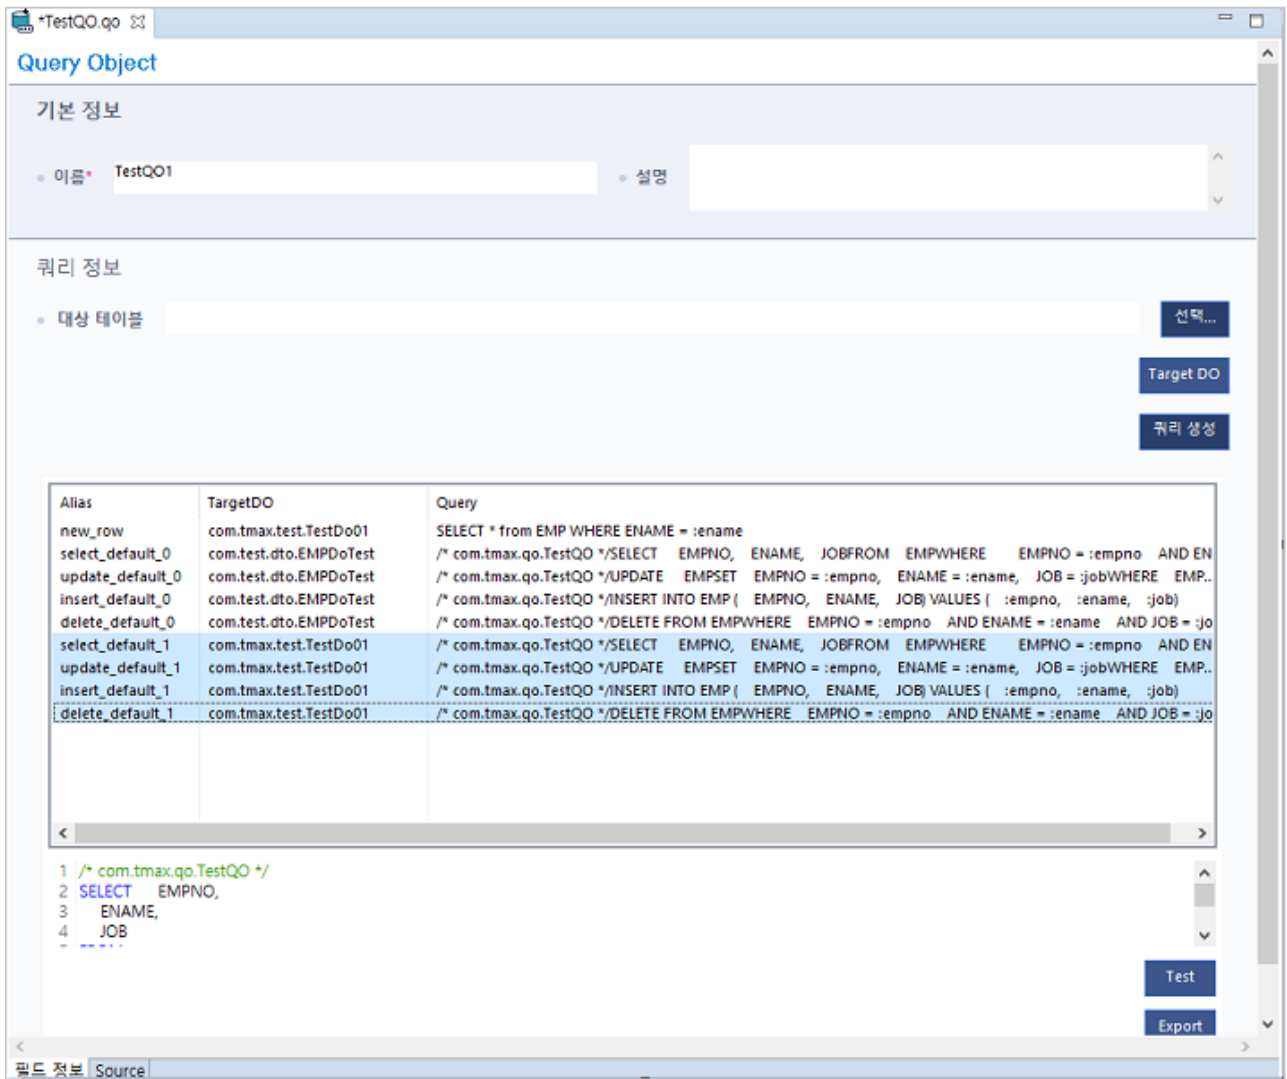 *TestQO.qo
Query Object
기본 정보
이름* TestQO1 설명
쿼리 정보
대상 테이블 선택...
Target DO
쿼리 생성
Alias TargetDO Query
new_row com.tmax.test.TestDo01 SELECT * from EMP WHERE ENAME = :ename
select_default_0 com.test.dto.EMPDoTest /* com.tmax.qo.TestQO */SELECT EMPNO, ENAME, JOBFROM EMPWHERE EMPNO = :empno AND EN
update_default_0 com.test.dto.EMPDoTest /* com.tmax.qo.TestQO */UPDATE EMPSET EMPNO = :empno, ENAME = :ename, JOB = :jobWHERE EMP...
insert_default_0 com.test.dto.EMPDoTest /* com.tmax.qo.TestQO */INSERT INTO EMP ( EMPNO, ENAME, JOB) VALUES ( :empno, :ename, :job)
delete_default_0 com.test.dto.EMPDoTest /* com.tmax.qo.TestQO */DELETE FROM EMPWHERE EMPNO = :empno AND ENAME = :ename AND JOB = :jo
select_default_1 com.tmax.test.TestDo01 /* com.tmax.qo.TestQO */SELECT EMPNO, ENAME, JOBFROM EMPWHERE EMPNO = :empno AND EN
update_default_1 com.tmax.test.TestDo01 /* com.tmax.qo.TestQO */UPDATE EMPSET EMPNO = :empno, ENAME = :ename, JOB = :jobWHERE EMP...
insert_default_1 com.tmax.test.TestDo01 /* com.tmax.qo.TestQO */INSERT INTO EMP ( EMPNO, ENAME, JOB) VALUES ( :empno, :ename, :job)
delete_default_1 com.tmax.test.TestDo01 /* com.tmax.qo.TestQO */DELETE FROM EMPWHERE EMPNO = :empno AND ENAME = :ename AND JOB = :jo
1 /* com.tmax.qo.TestQO */
2 SELECT EMPNO,
3 ENAME,
4 JOB
Test
Export
필드 정보 Source